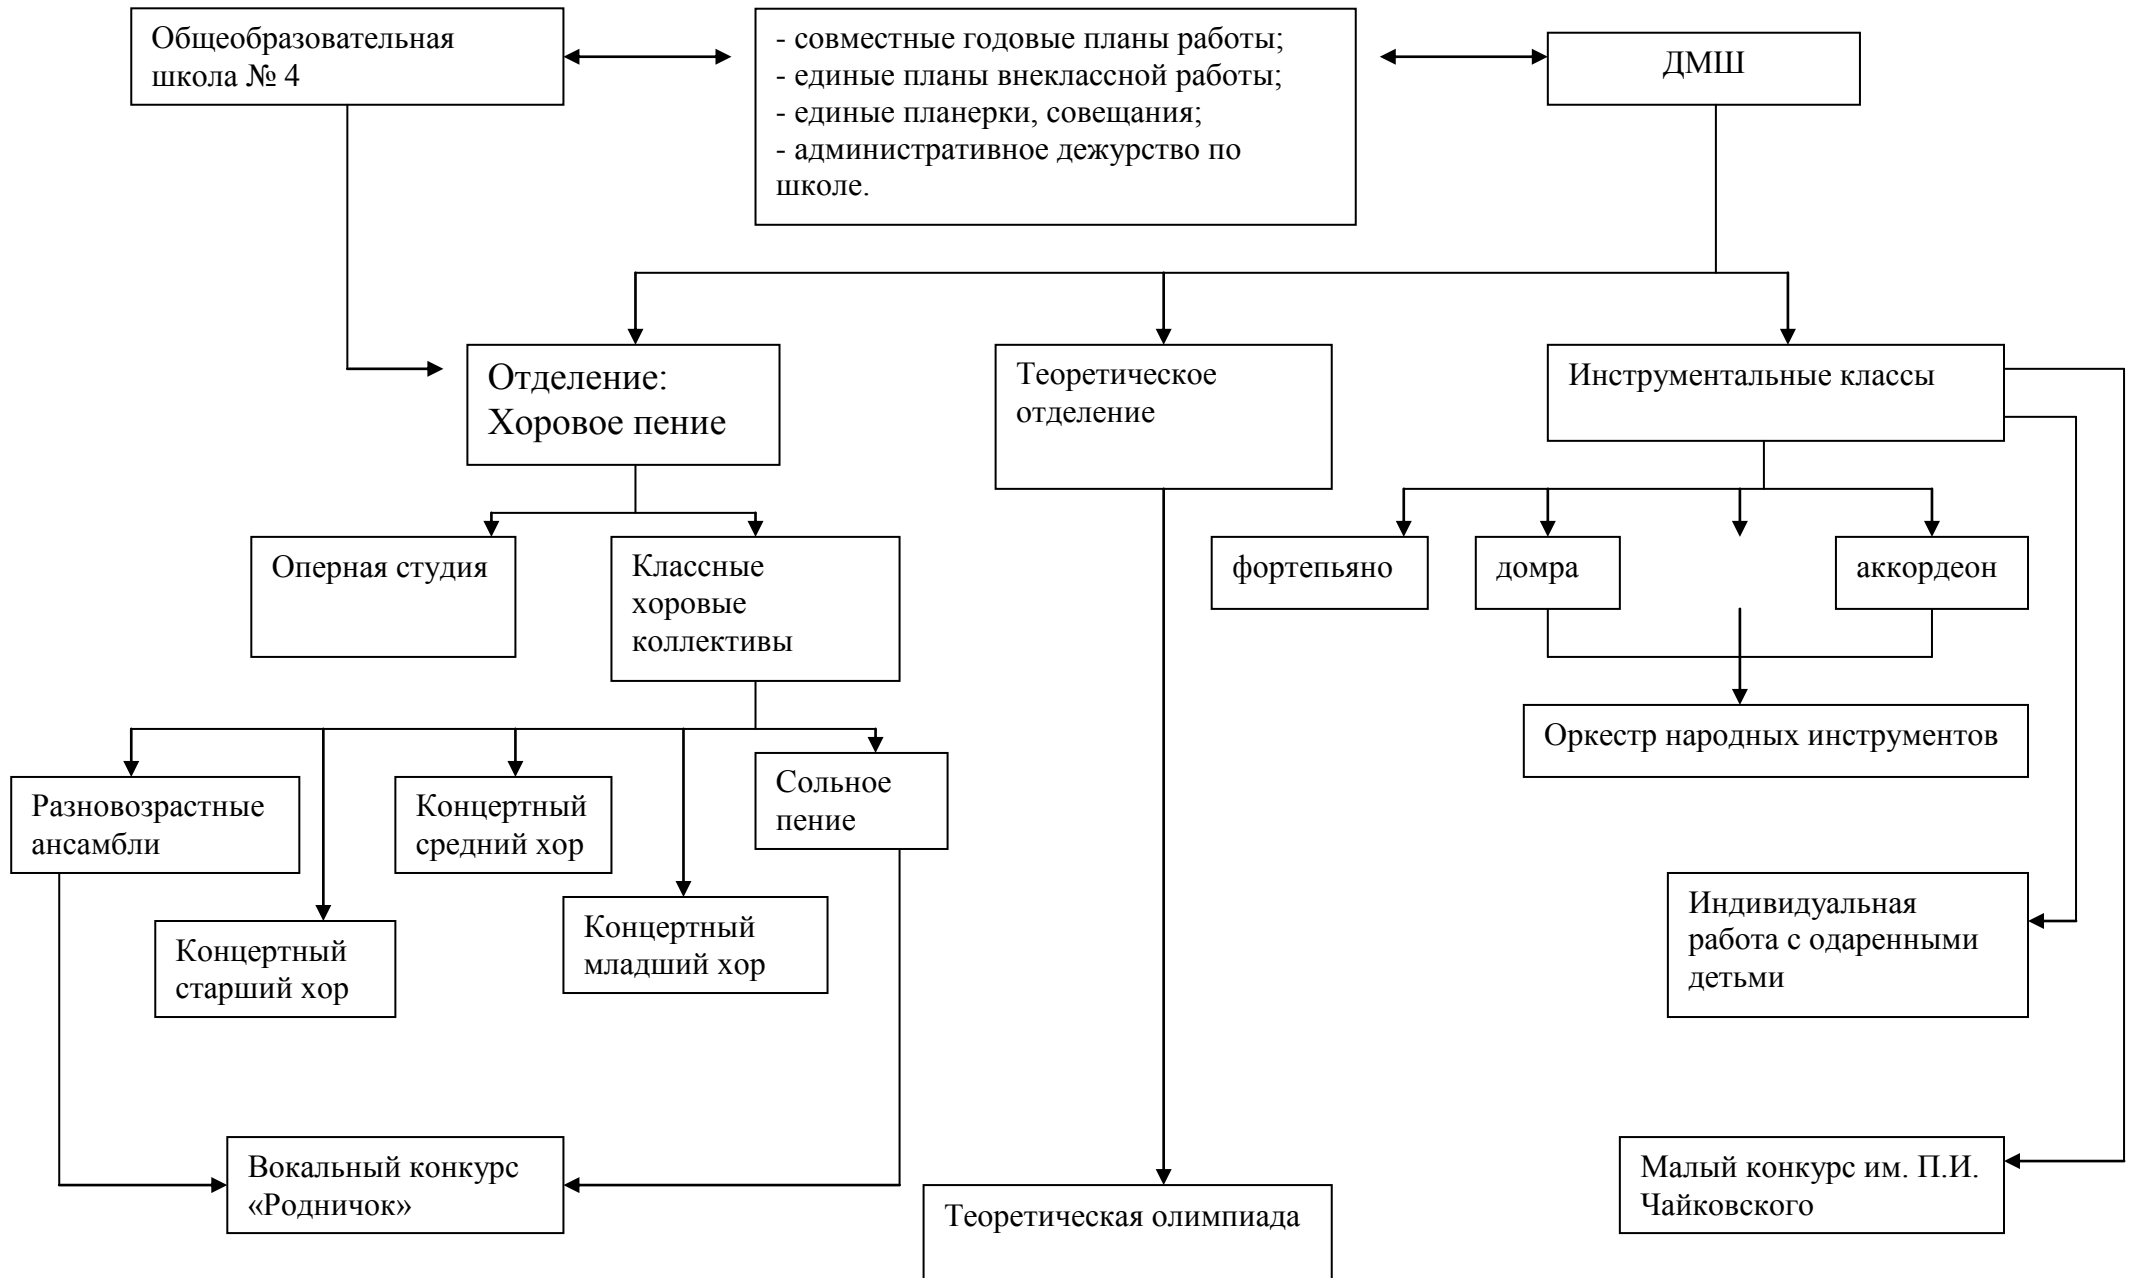 Общеобразовательная
школа № 4
- совместные годовые планы работы;
- единые планы внеклассной работы;
- единые планерки, совещания;
- административное дежурство по
школе.
ДМШ
Отделение:
Хоровое пение
Теоретическое
отделение
Инструментальные классы
Оперная студия
Классные
хоровые
коллективы
фортепьяно
домра
аккордеон
Оркестр народных инструментов
Разновозрастные
ансамбли
Концертный
старший хор
Концертный
средний хор
Концертный
младший хор
Сольное
пение
Индивидуальная
работа с одаренными
детьми
Вокальный конкурс
«Родничок»
Теоретическая олимпиада
Малый конкурс им. П.И.
Чайковского